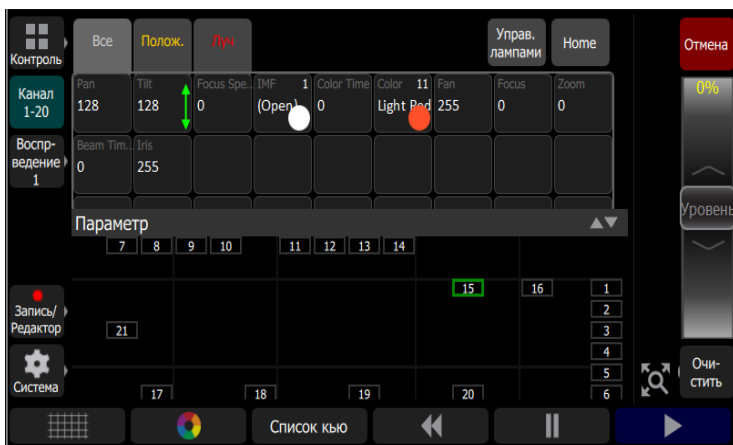 Контроль
Все
Полож.
Луч
Управ.
лампами
Home
Отмена
Канал
1-20
Pan
128
Tilt
128
Focus Spe...
0
IMF 1
(Open)
Color Time
0
Color 11
Light Red
Fan
255
Focus
0
Zoom
0
0%
Воспр-
ведение
1
Beam Tim...
0
Iris
255
Уровень
Параметр
7 8 9 10 11 12 13 14
15 16 1
2
21 3
4
5
17 18 19 20 6
Запись/
Редактор
Система
Очи-
стить
Список кью